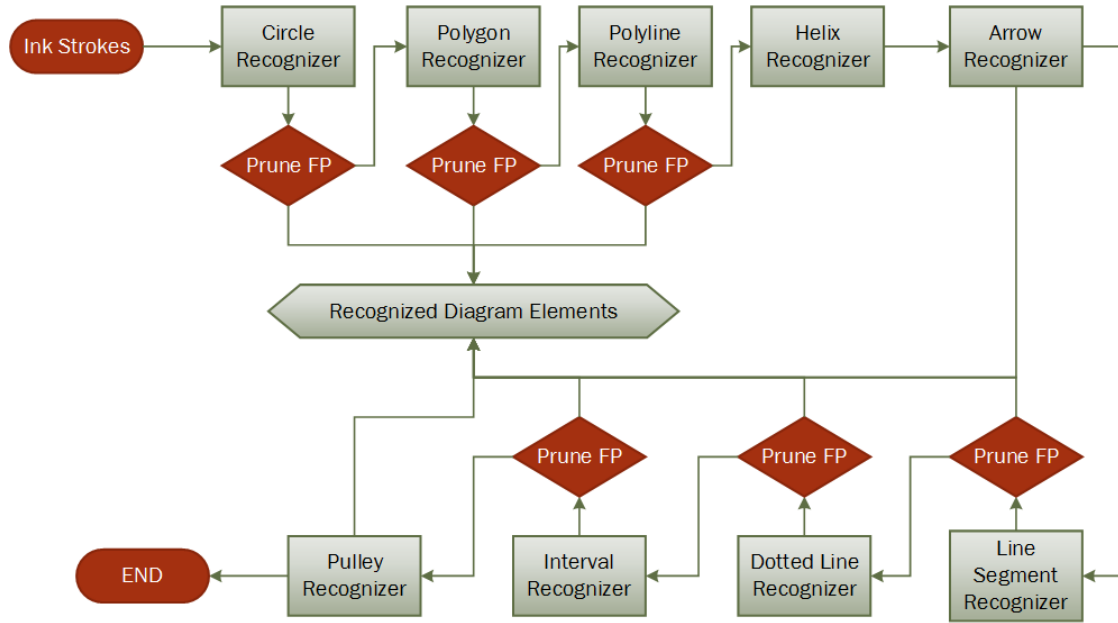 Ink Strokes
Circle
Recognizer
Polygon
Recognizer
Polyline
Recognizer
Helix
Recognizer
Arrow
Recognizer
Prune FP
Prune FP
Prune FP
Recognized Diagram Elements
Prune FP
Prune FP
Prune FP
END
Pulley
Recognizer
Interval
Recognizer
Dotted Line
Recognizer
Line
Segment
Recognizer